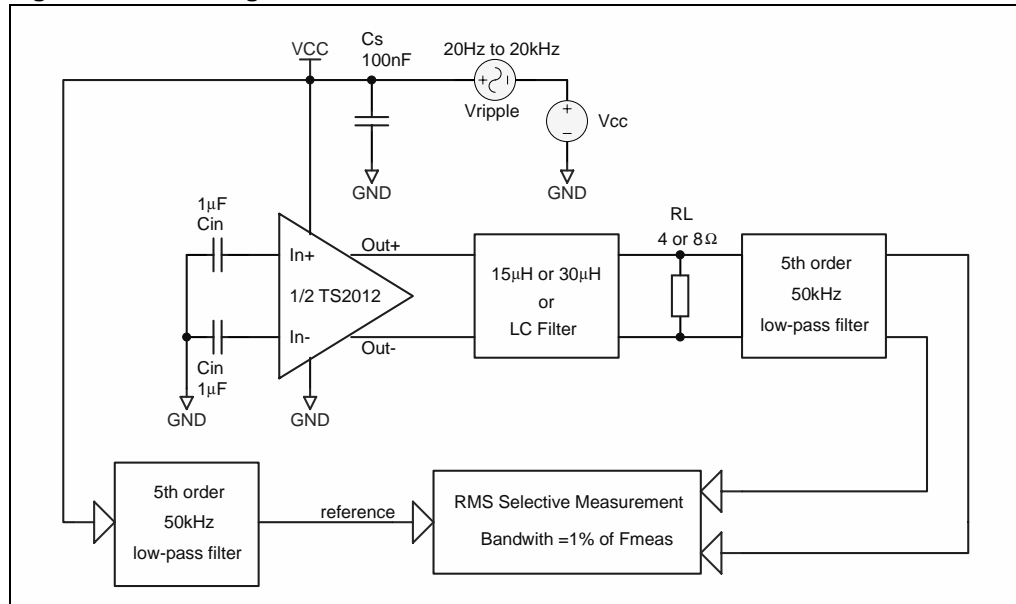 VCC
Cs
100nF
20Hz to 20kHz
Vripple
Vcc
GND
GND
1µF
Cin
In+
Out+
1/2 TS2012
In-
Out-
Cin
1µF
GND
GND
15µH or 30µH
or
LC Filter
RL
4 or 8Ω
5th order
50kHz
low-pass filter
5th order
50kHz
low-pass filter
reference
RMS Selective Measurement
Bandwith =1% of Fmeas